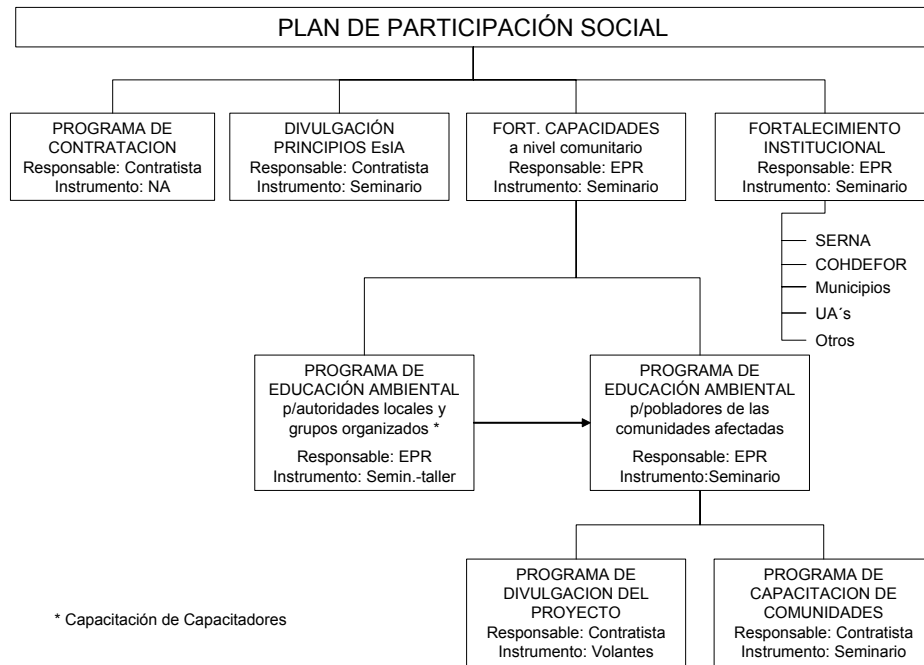 PLAN DE PARTICIPACIÓN SOCIAL
PROGRAMA DE
CONTRATACION
Responsable: Contratista
Instrumento: NA
DIVULGACIÓN
PRINCIPIOS EsIA
Responsable: Contratista
Instrumento: Seminario
FORT. CAPACIDADES
a nivel comunitario
Responsable: EPR
Instrumento: Seminario
FORTALECIMIENTO
INSTITUCIONAL
Responsable: EPR
Instrumento: Seminario
SERNA
COHDEFOR
Municipios
UA´s
Otros
PROGRAMA DE
EDUCACIÓN AMBIENTAL
p/autoridades locales y
grupos organizados *
Responsable: EPR
Instrumento: Semin.-taller
PROGRAMA DE
EDUCACIÓN AMBIENTAL
p/pobladores de las
comunidades afectadas
Responsable: EPR
Instrumento:Seminario
PROGRAMA DE
DIVULGACION DEL
PROYECTO
Responsable: Contratista
Instrumento: Volantes
PROGRAMA DE
CAPACITACION DE
COMUNIDADES
Responsable: Contratista
Instrumento: Seminario
* Capacitación de Capacitadores